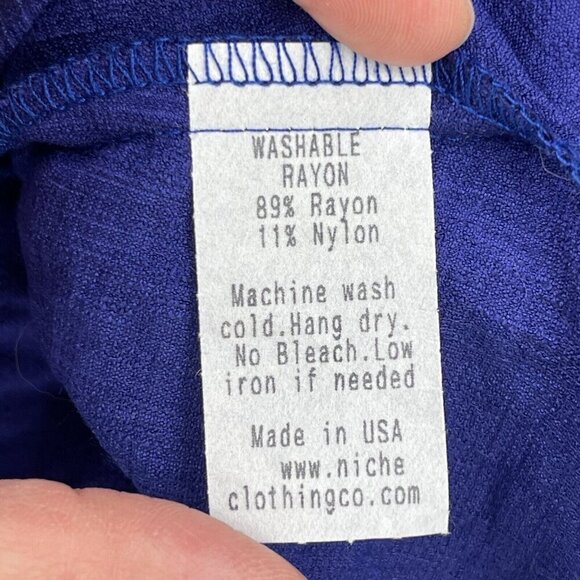 WASHABLE
RAYON
89% Rayon
11% Nylon
Machine wash
cold.Hang dry.
No Bleach.Low
iron if needed
Made in USA
www.niche
clothingco.com